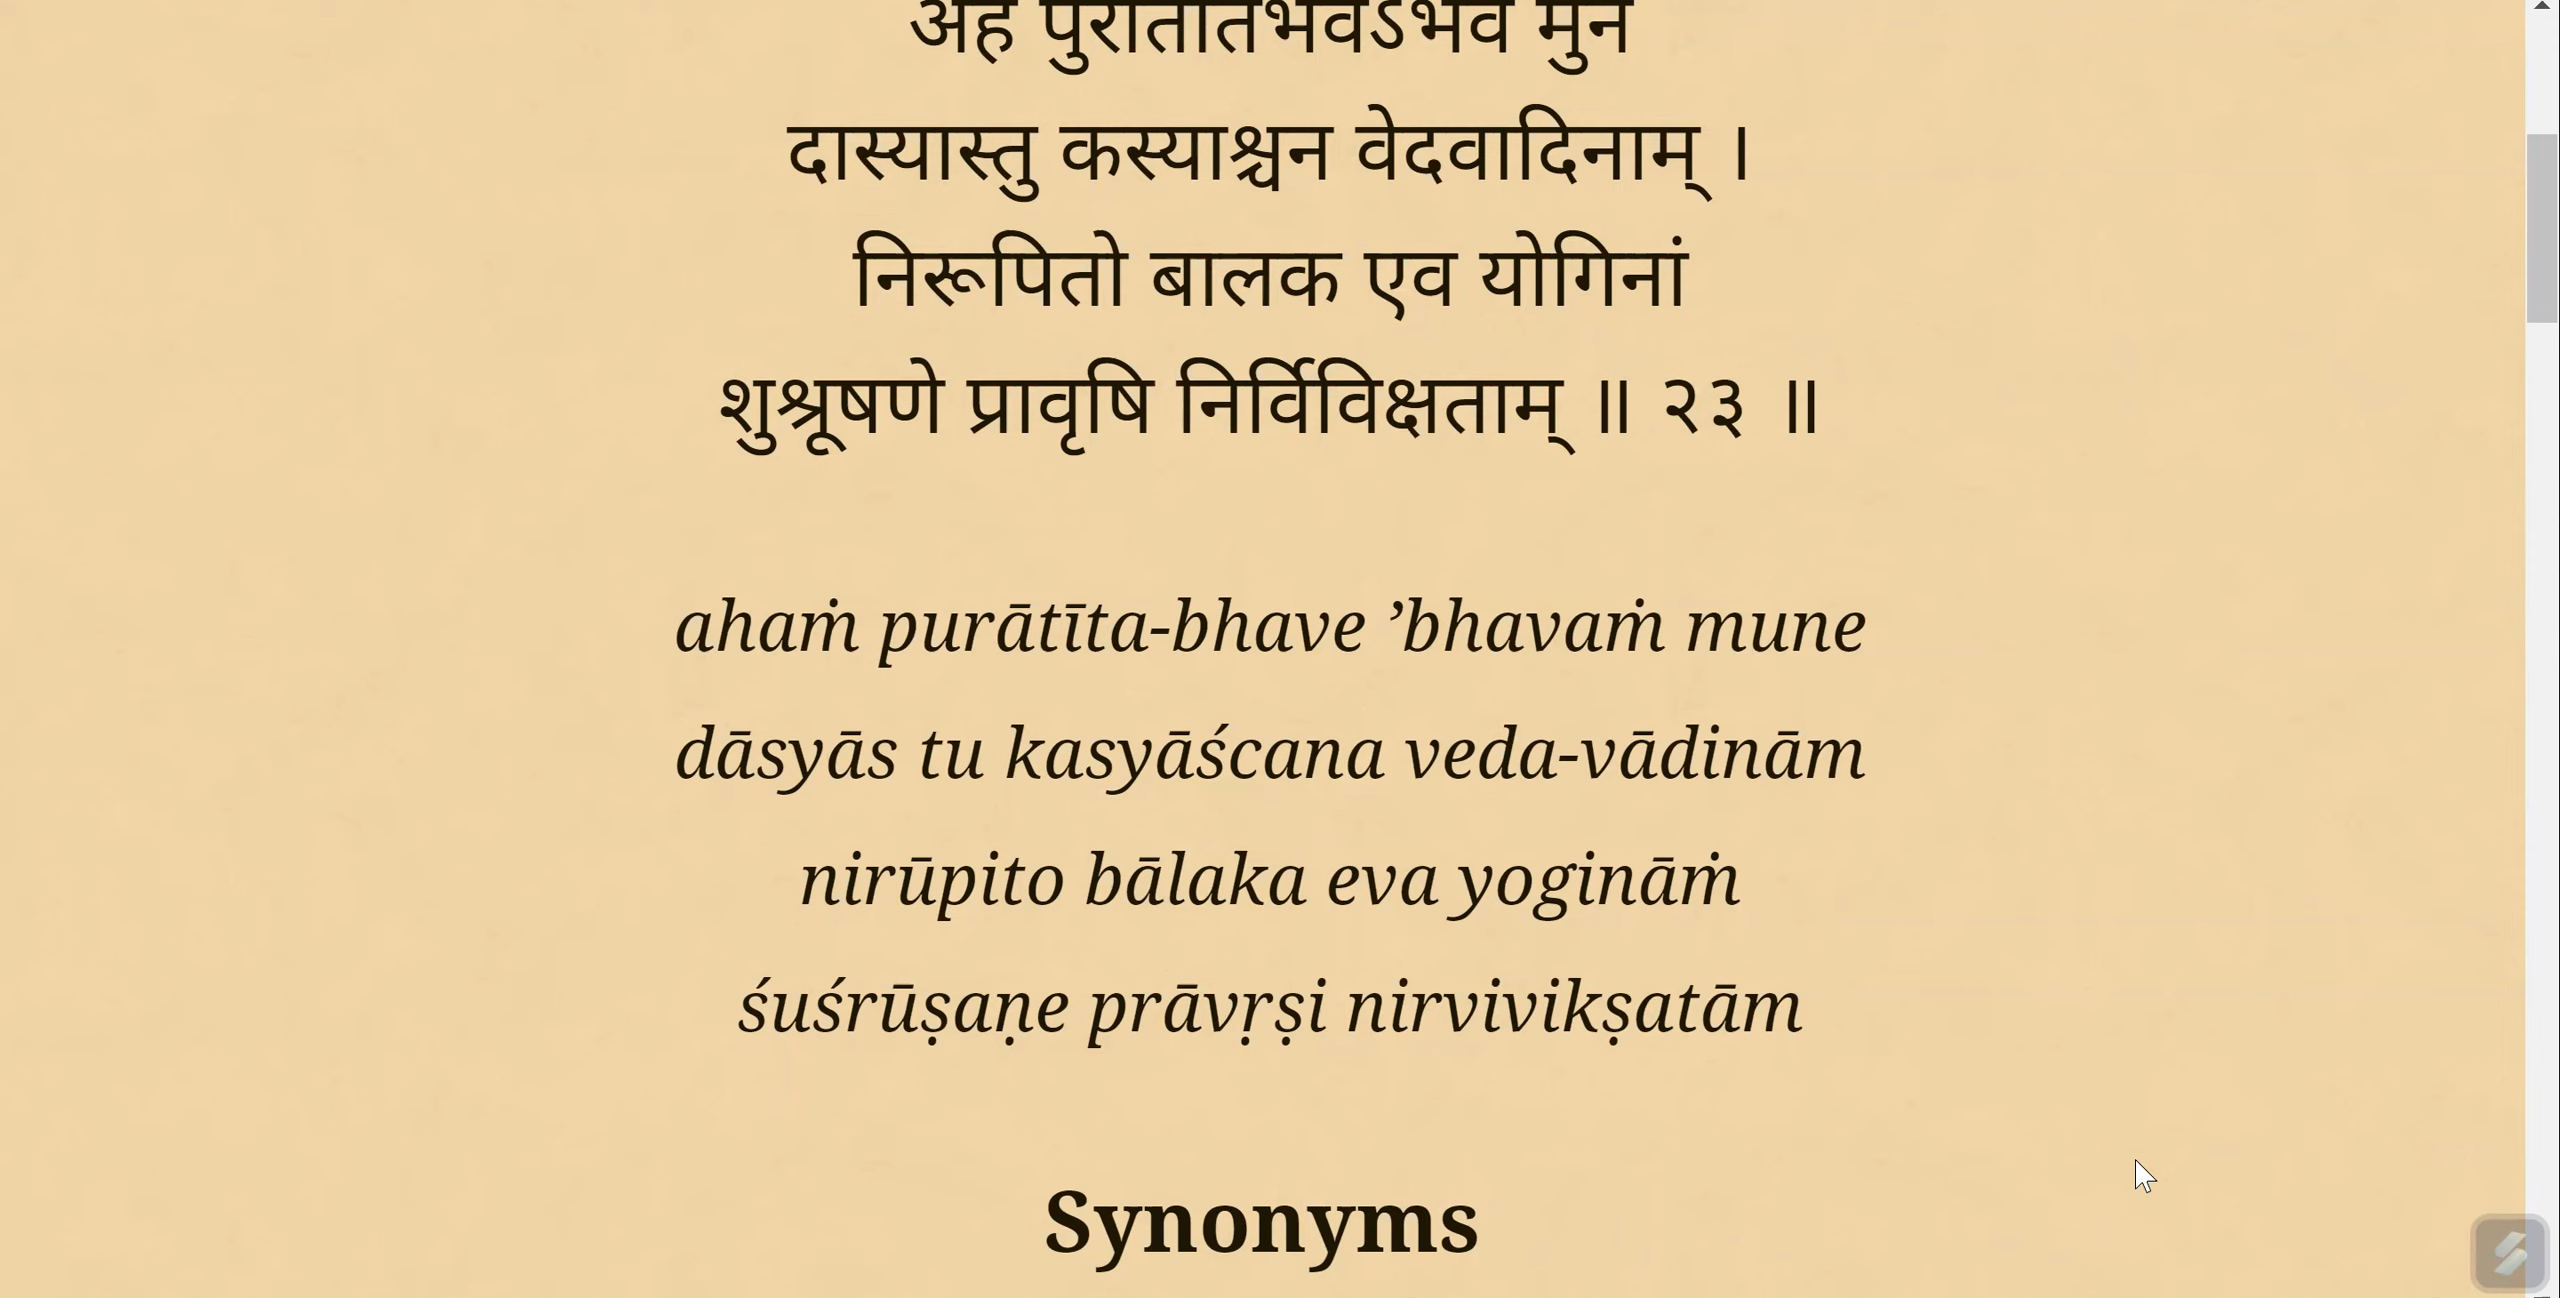 दास्यास्तु कस्याश्चन वेदवादिनाम् ।
निरूपितो बालक एव योगिनां
शुश्रूषणे प्रावृषि निर्विविक्षताम् ॥ २३ ॥
ahaṁ purātīta-bhave ’bhavaṁ mune
dāsyās tu kasyāścana veda-vādinām
nirūpito bālaka eva yogināṁ
śuśrūṣaṇe prāvṛṣi nirvivikṣatām
Synonyms